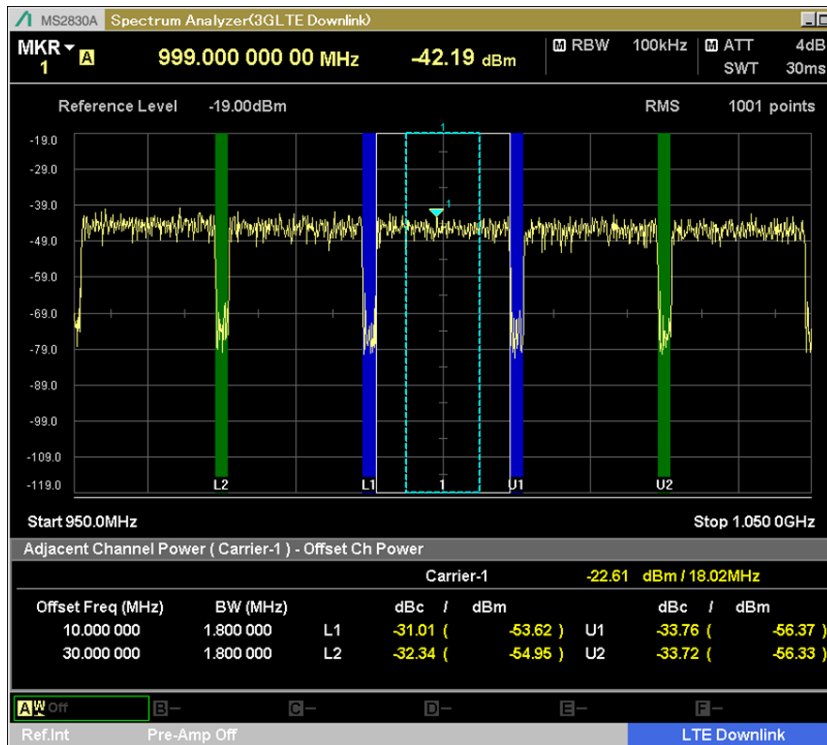 MS2830A Spectrum Analyzer(3GLTE Downlink)
MKR 1 A 999.000 000 00 MHz -42.19 dBm M RBW 100kHz M ATT 4dB
SWT 30ms
Reference Level -19.00dBm RMS 1001 points
1
-19.0
-29.0
-39.0
1
-49.0
-59.0
-69.0
-79.0
-89.0
-99.0
-109.0
-119.0
L2 L1 1 U1 U2
Start 950.0MHz Stop 1.050 0GHz
Adjacent Channel Power ( Carrier-1 ) - Offset Ch Power
Carrier-1 -22.61 dBm / 18.02MHz
Offset Freq (MHz) BW (MHz) dBc / dBm dBc / dBm
10.000 000 1.800 000 L1 -31.01 ( -53.62 ) U1 -33.76 ( -56.37 )
30.000 000 1.800 000 L2 -32.34 ( -54.95 ) U2 -33.72 ( -56.33 )
A W Off B- C- D- E- F-
Ref.Int Pre-Amp Off LTE Downlink